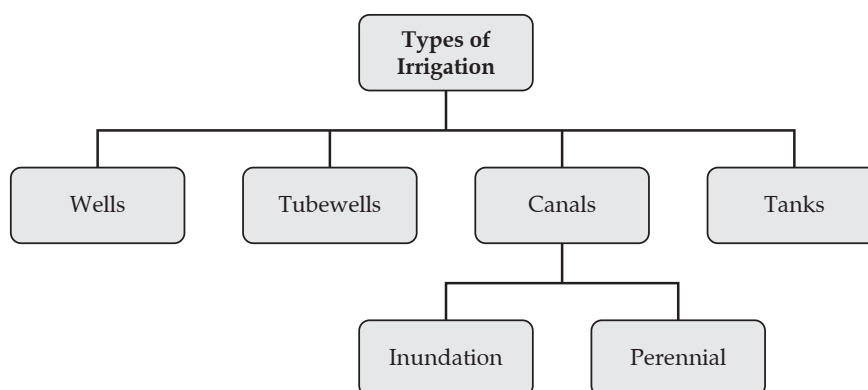 Types of
Irrigation
Wells
Tubewells
Canals
Tanks
Inundation
Perennial